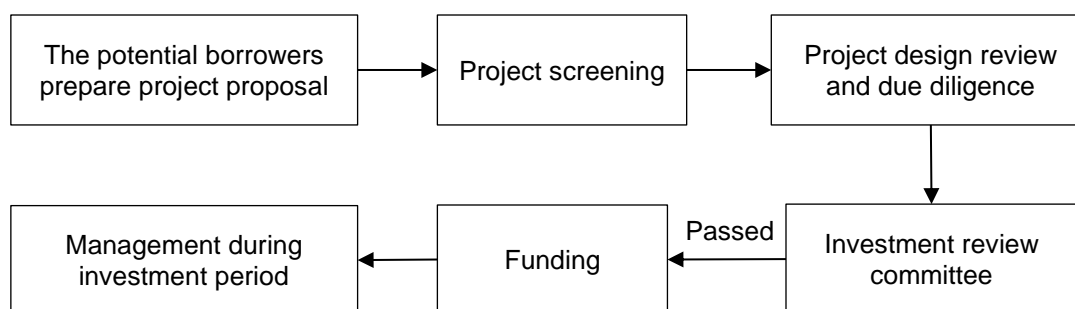 The potential borrowers
prepare project proposal
Project screening
Project design review
and due diligence
Investment review
committee
Passed
Funding
Management during
investment period